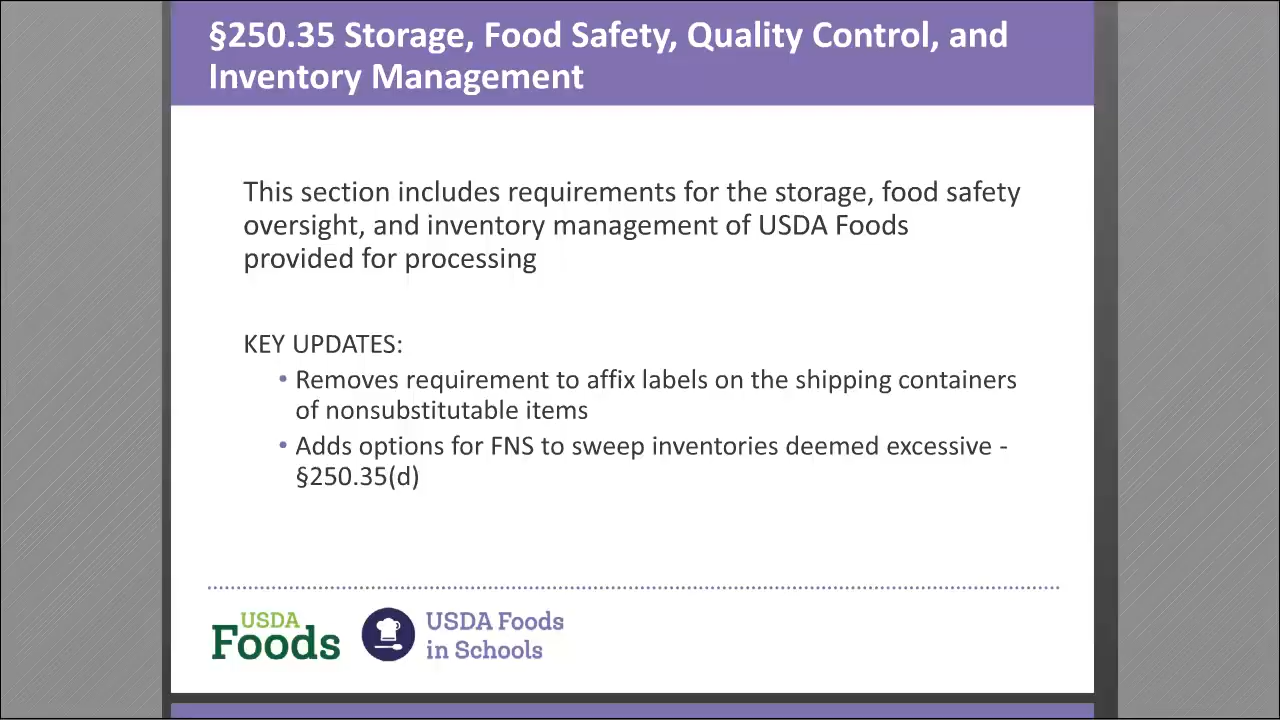 §250.35 Storage, Food Safety, Quality Control, and
Inventory Management
This section includes requirements for the storage, food safety
oversight, and inventory management of USDA Foods
provided for processing
KEY UPDATES:
• Removes requirement to affix labels on the shipping containers
of nonsubstitutable items
• Adds options for FNS to sweep inventories deemed excessive -
§250.35(d)
USDA
Foods
USDA Foods
in Schools